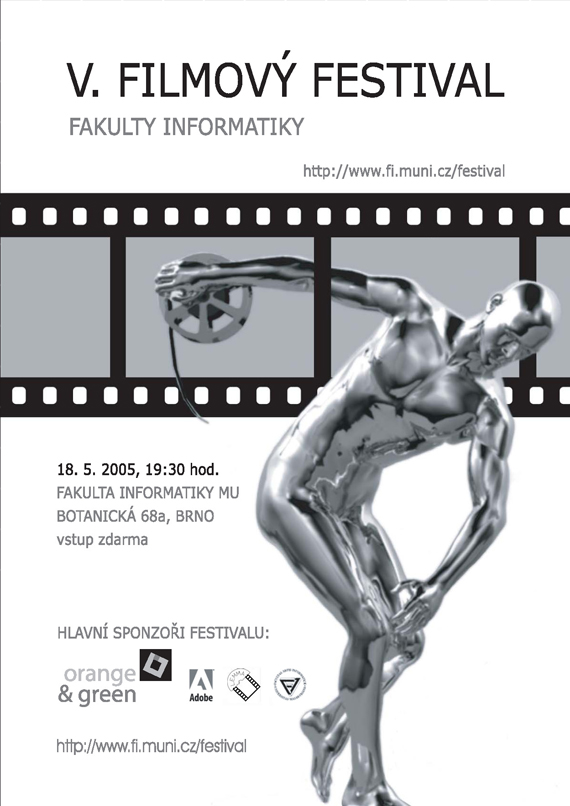 V. FILMOVÝ FESTIVAL
FAKULTY INFORMATIKY
http://www.fi.muni.cz/festival
18. 5. 2005, 19:30 hod.
FAKULTA INFORMATIKY MU
BOTANICKÁ 68a, BRNO
vstup zdarma
HLAVNÍ SPONZOŘI FESTIVALU:
orange
& green
Adobe
http://www.fi.muni.cz/festival